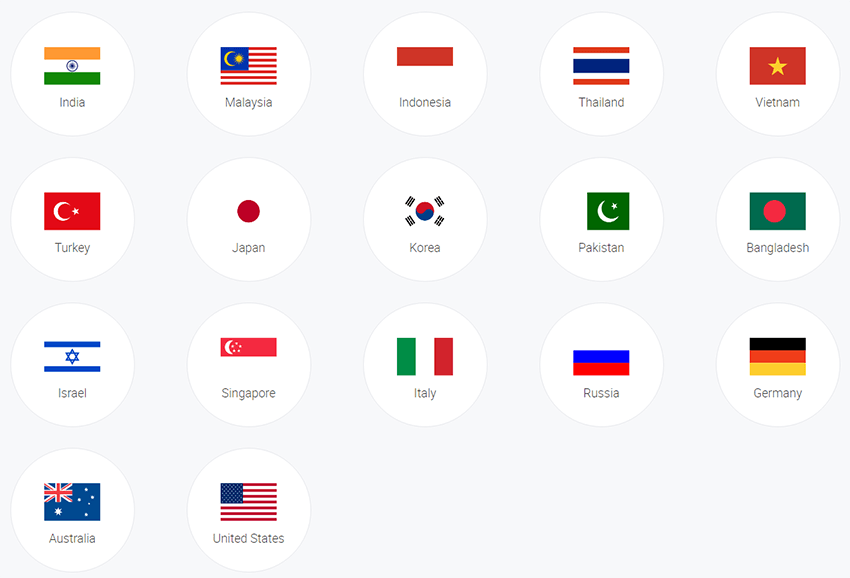 India
Malaysia
Indonesia
Thailand
Vietnam
Turkey
Japan
Korea
Pakistan
Bangladesh
Israel
Singapore
Italy
Russia
Germany
Australia
United States